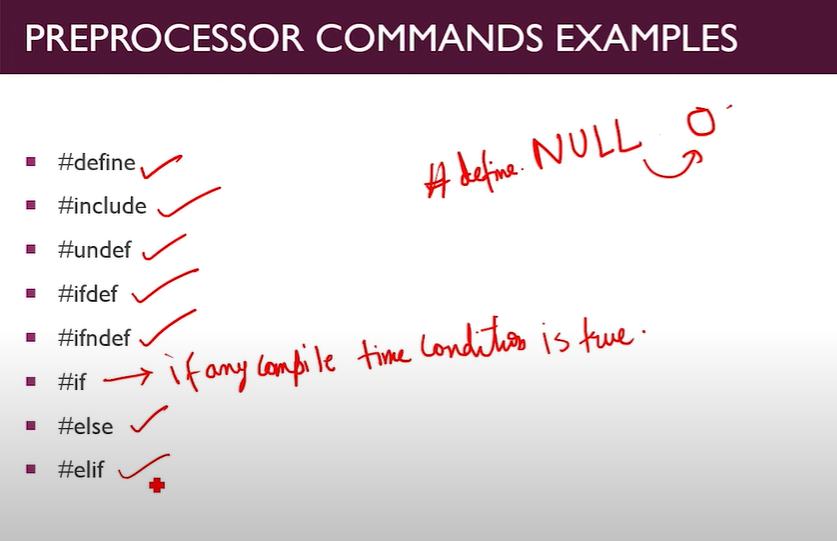 PREPROCESSOR COMMANDS EXAMPLES
#define
#define. NULL 0
#include
#undef
#ifdef
#ifndef
#if → if any compile time condition is true.
#else
#elif